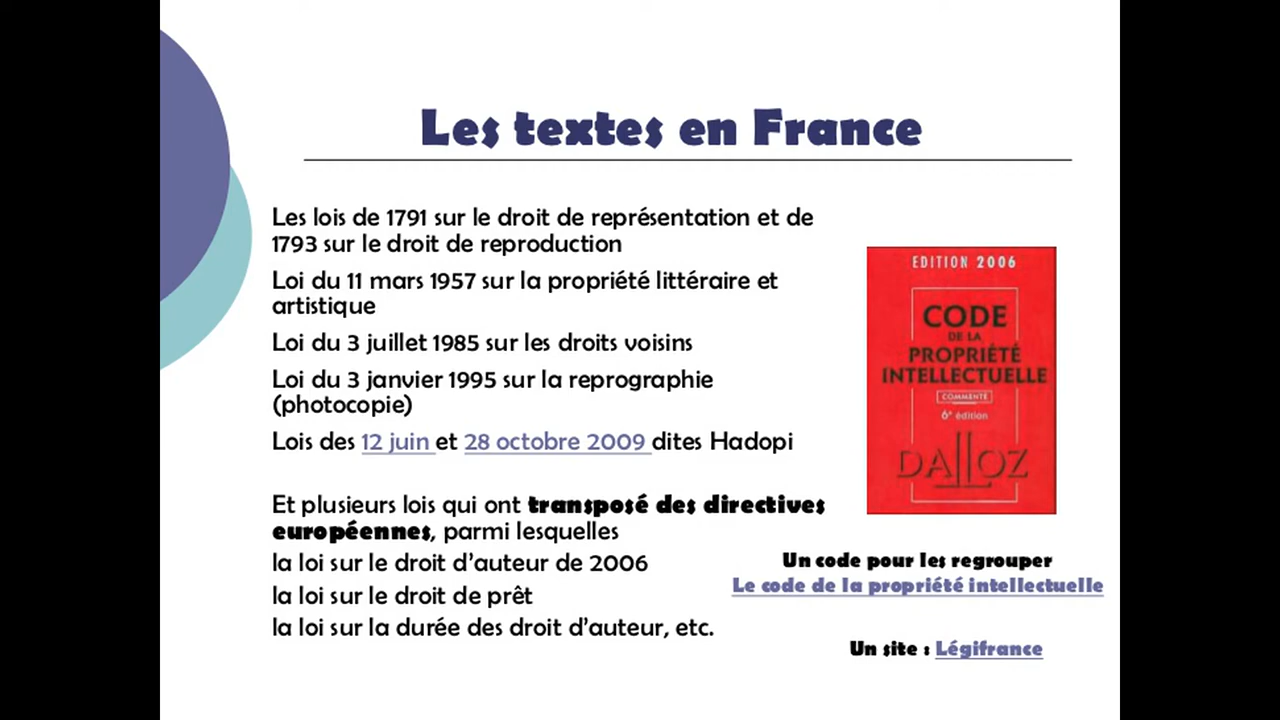 Les textes en France
Les lois de 1791 sur le droit de représentation et de
1793 sur le droit de reproduction
Loi du 11 mars 1957 sur la propriété littéraire et
artistique
Loi du 3 juillet 1985 sur les droits voisins
Loi du 3 janvier 1995 sur la reprographie
(photocopie)
Lois des 12 juin et 28 octobre 2009 dites Hadopi
Et plusieurs lois qui ont transposé des directives
européennes, parmi lesquelles
la loi sur le droit d'auteur de 2006
la loi sur le droit de prêt
la loi sur la durée des droit d'auteur, etc.
EDITION 2006
CODE
DE LA
PROPRIÉTÉ
INTELLECTUELLE
COMMENTÉ
6e édition
DALLOZ
Un code pour les regrouper
Le code de la propriété intellectuelle
Un site : Légifrance